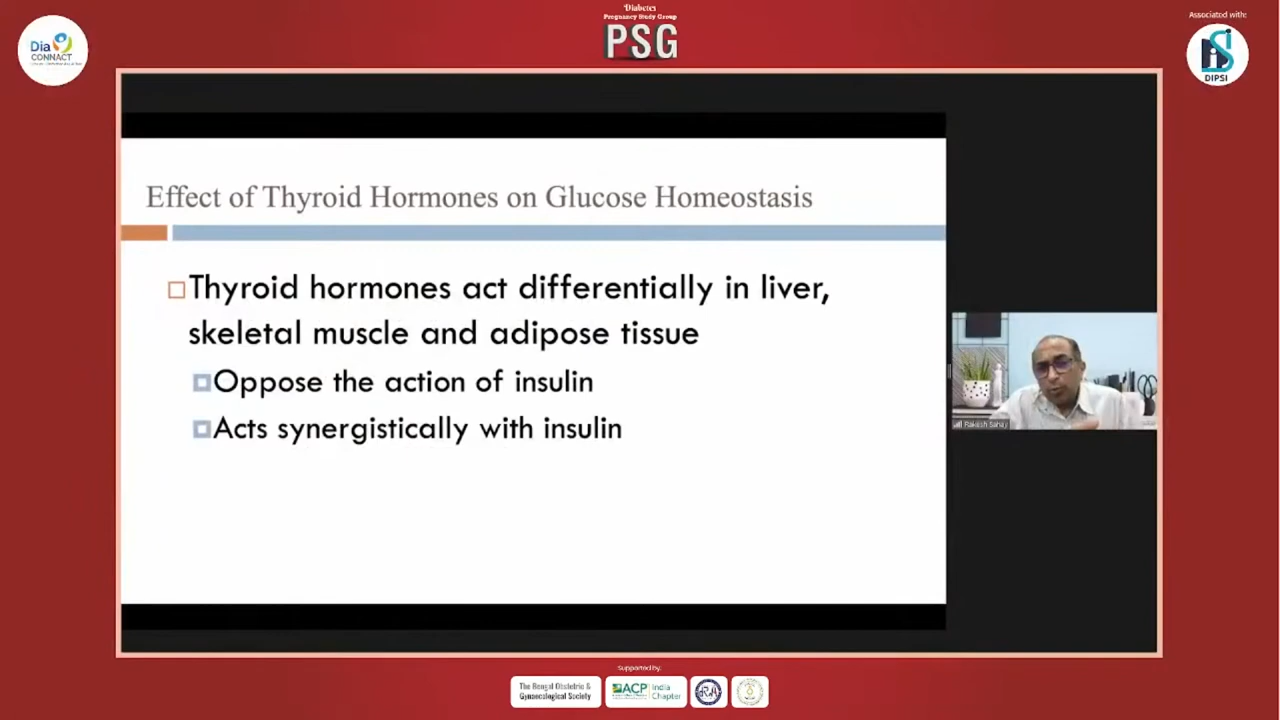 Diabetes
Pregnancy Study Group
PSG
Associated with:
Dia
CONNACT
DIPSI
Effect of Thyroid Hormones on Glucose Homeostasis
Thyroid hormones act differentially in liver,
skeletal muscle and adipose tissue
Oppose the action of insulin
Acts synergistically with insulin
Rakesh Sahay
Supported by:
The Bengal Obstetric &
Gynaecological Society
ACP
India
Chapter